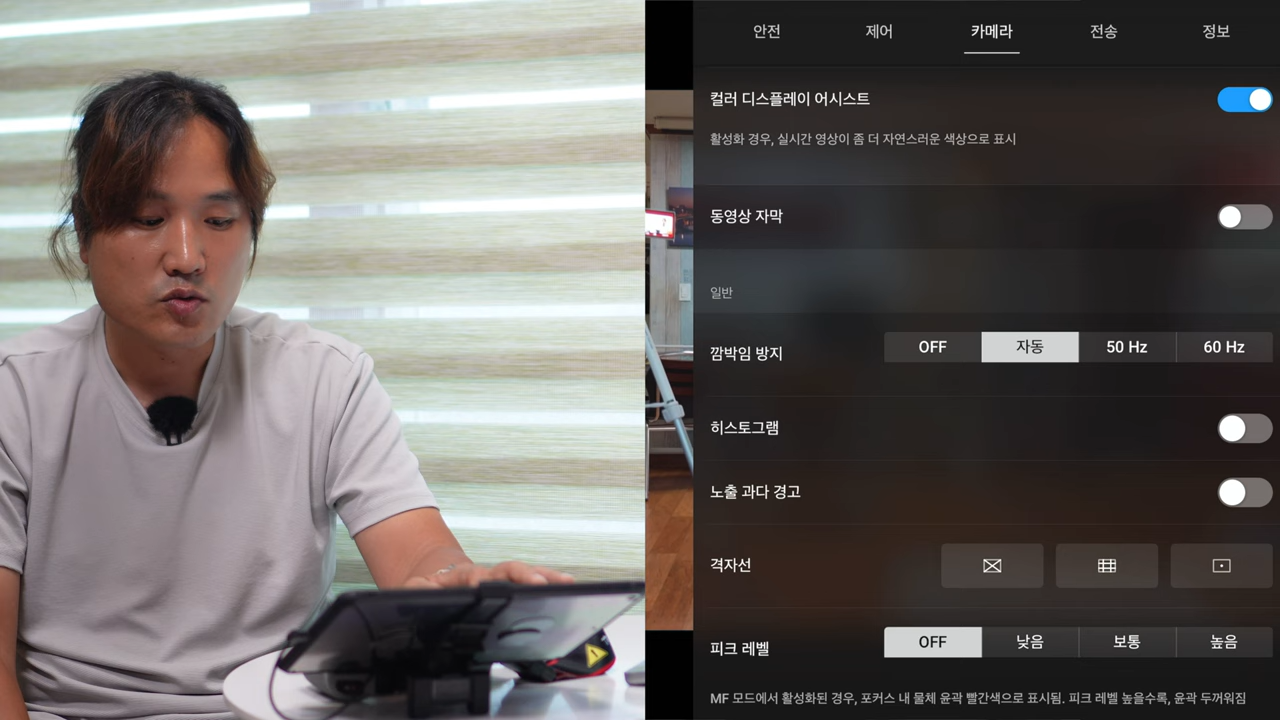 안전 제어 카메라 전송 정보
컬러 디스플레이 어시스트
활성화 경우, 실시간 영상이 좀 더 자연스러운 색상으로 표시
동영상 자막
일반
깜박임 방지 OFF 자동 50 Hz 60 Hz
히스토그램
노출 과다 경고
격자선
피크 레벨 OFF 낮음 보통 높음
MF 모드에서 활성화된 경우, 포커스 내 물체 윤곽 빨간색으로 표시됨. 피크 레벨 높을수록, 윤곽 두꺼워짐